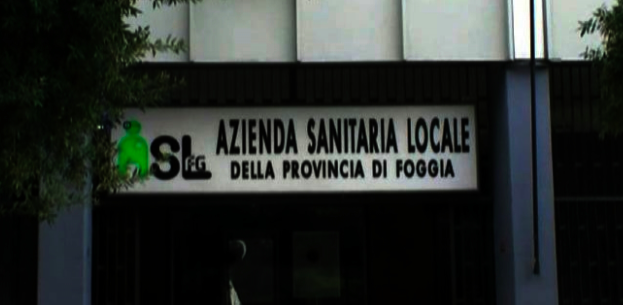 ASL FG
AZIENDA SANITARIA LOCALE
DELLA PROVINCIA DI FOGGIA